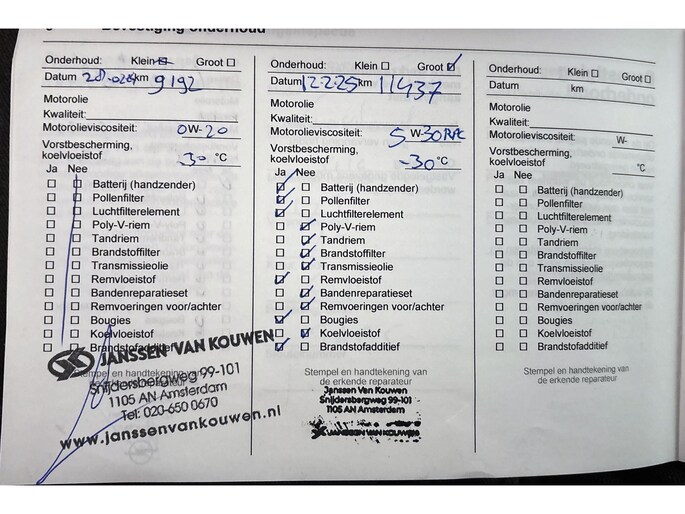 Bevestiging onderhoud
Onderhoud: Klein Groot
Datum km 9192
Motorolie
Kwaliteit:
Motorolieviscositeit: 0W-20
Vorstbescherming,
koelvloeistof -30 °C
Ja Nee
Batterij (handzender)
Pollenfilter
Luchtfilterelement
Poly-V-riem
Tandriem
Brandstoffilter
Transmissieolie
Remvloeistof
Bandenreparatieset
Remvoeringen voor/achter
Bougies
Koelvloeistof
Brandstofadditief
Stempel en handtekening van
JANSSEN VAN KOUWEN
Snijdersbergweg 99-101
1105 AN Amsterdam
Tel: 020-650 0670
www.janssenvankouwen.nl
Onderhoud: Klein Groot
Datum 12-2-25 km 11437
Motorolie
Kwaliteit:
Motorolieviscositeit: 5 W-30
Vorstbescherming,
koelvloeistof -30 °C
Ja Nee
Batterij (handzender)
Pollenfilter
Luchtfilterelement
Poly-V-riem
Tandriem
Brandstoffilter
Transmissieolie
Remvloeistof
Bandenreparatieset
Remvoeringen voor/achter
Bougies
Koelvloeistof
Brandstofadditief
Stempel en handtekening van
de erkende reparateur
Janssen Van Kouwen
Snijdersbergweg 99-101
1105 AN Amsterdam
JANSSEN VAN KOUWEN
Onderhoud: Klein Groot
Datum km
Motorolie
Kwaliteit:
Motorolieviscositeit: W-
Vorstbescherming,
koelvloeistof °C
Ja Nee
Batterij (handzender)
Pollenfilter
Luchtfilterelement
Poly-V-riem
Tandriem
Brandstoffilter
Transmissieolie
Remvloeistof
Bandenreparatieset
Remvoeringen voor/achter
Bougies
Koelvloeistof
Brandstofadditief
Stempel en handtekening van
de erkende reparateur